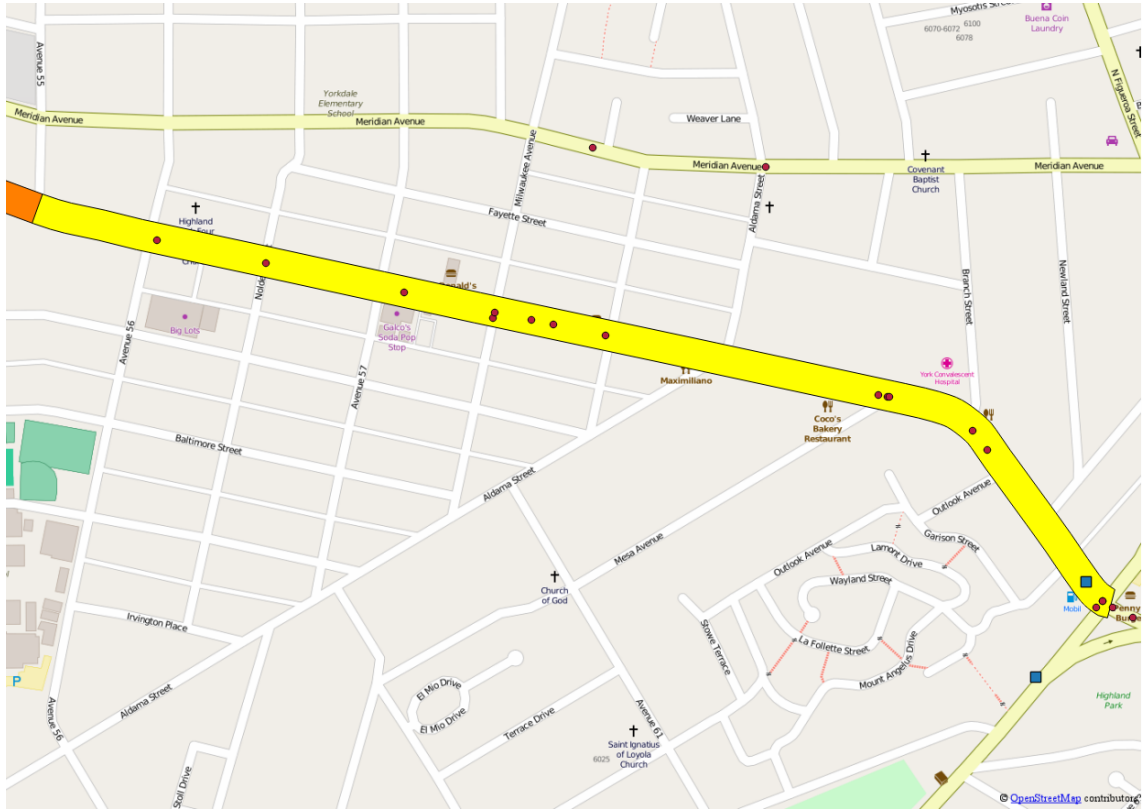 Myosotis Street
6100
6070-6072
6078
Buena Coin
Laundry
N Figueroa Street
Avenue 55
Yorkdale
Elementary
School
Meridian Avenue
Meridian Avenue
Weaver Lane
Milwaukee Avenue
Meridian Avenue
Meridian Avenue
Covenant
Baptist
Church
Aldama Street
Highland
Fayette Street
Branch Street
Newland Street
Big Lots
Galco's
Soda Pop
Stop
Avenue 56
Avenue 57
Maximiliano
York Convalescent
Hospital
Coco's
Bakery
Restaurant
Baltimore Street
Aldama Street
Outlook Avenue
Garison Street
Mesa Avenue
Outlook Avenue
Lamont Drive
Wayland Street
Church
of God
Mobil
Irvington Place
Stowe Terrace
La Follette Street
Mount Angelus Drive
P
Aldama Street
Avenue 56
El Mio Drive
El Mio Drive
Terrace Drive
Avenue 61
Highland
Park
Saint Ignatius
of Loyola
Church
6025
Stoll Drive
© OpenStreetMap contributors